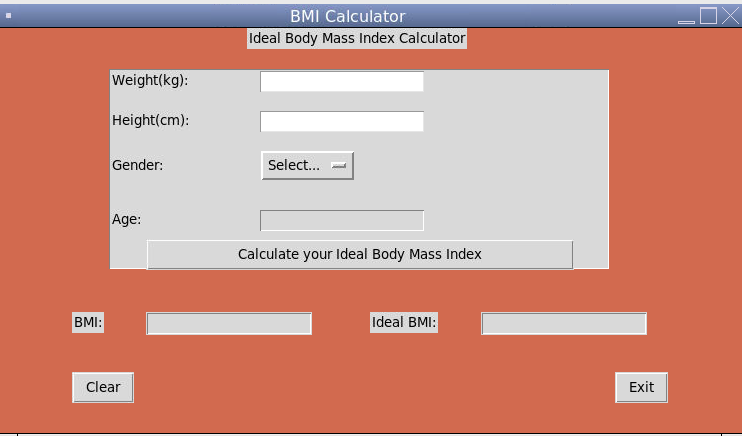 BMI Calculator
Ideal Body Mass Index Calculator
Weight(kg):
Height(cm):
Gender: Select...
Age:
Calculate your Ideal Body Mass Index
BMI: Ideal BMI:
Clear Exit